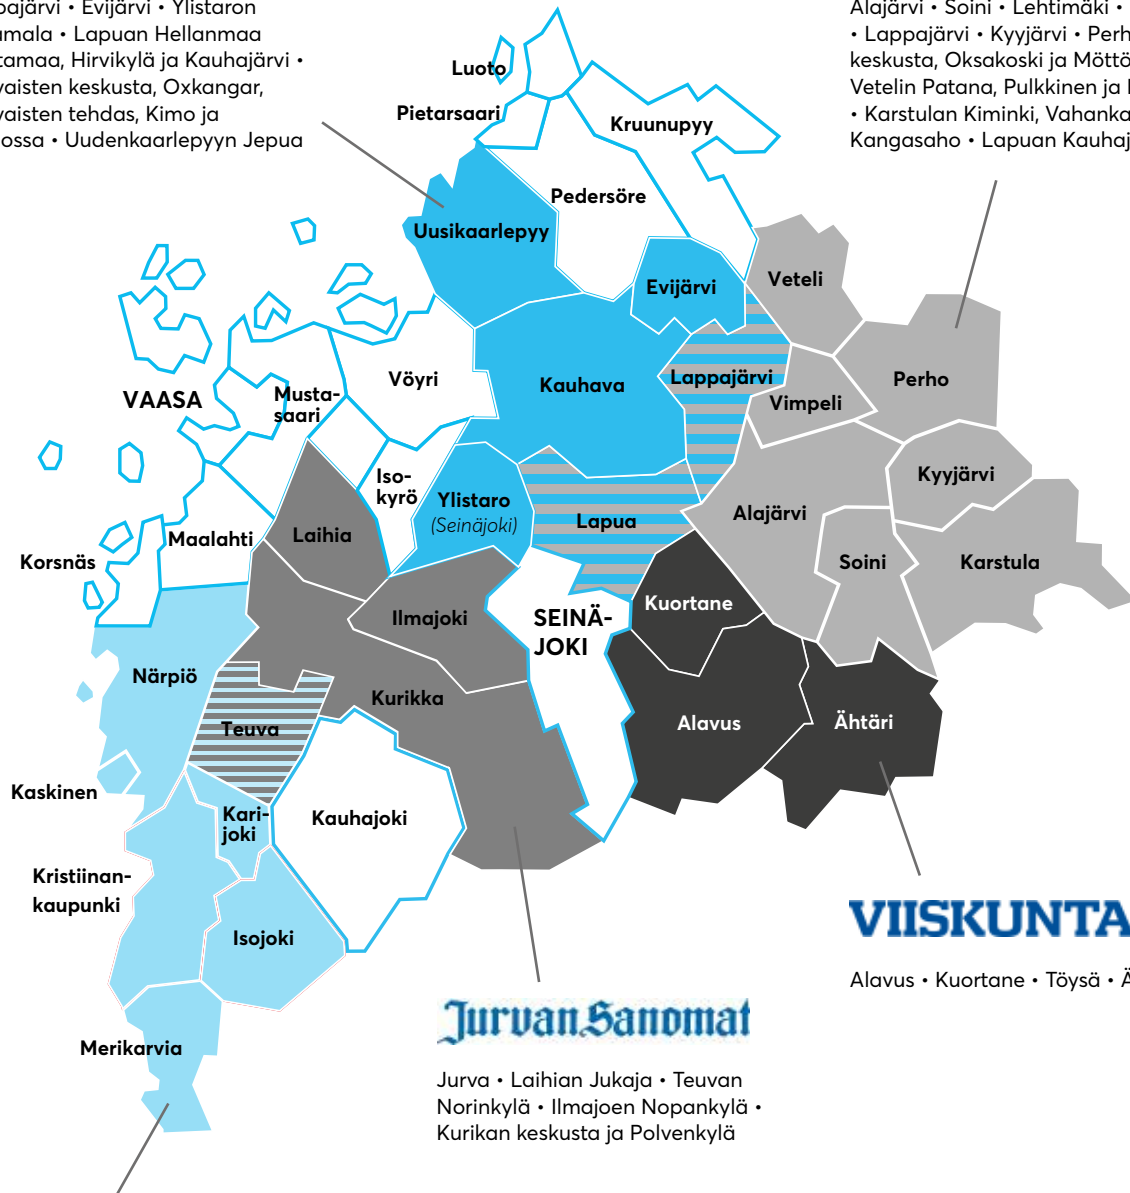 pajärvi • Evijärvi • Ylistaron
mala • Lapuan Hellanmaa
tamaa, Hirvikylä ja Kauhajärvi •
vaisten keskusta, Oxkangar,
vaisten tehdas, Kimo ja
ossa • Uudenkaarlepyyn Jepua
Alajärvi • Soini • Lehtimäki •
• Lappajärvi • Kyyjärvi • Perh
keskusta, Oksakoski ja Möttö
Vetelin Patana, Pulkkinen ja
• Karstulan Kiminki, Vahanka
Kangasaho • Lapuan Kauhaj
Luoto
Pietarsaari
Kruunupyy
Pedersöre
Uusikaarlepyy
Evijärvi
Veteli
Vöyri
Kauhava
Lappajärvi
Perho
Vimpeli
VAASA
Musta-
saari
Iso-
kyrö
Ylistaro
(Seinäjoki)
Lapua
Alajärvi
Kyyjärvi
Maalahti
Laihia
Korsnäs
Soini
Karstula
Ilmajoki
SEINÄ-
JOKI
Kuortane
Närpiö
Kurikka
Teuva
Alavus
Ähtäri
Kaskinen
Kari-
joki
Kauhajoki
Kristiinan-
kaupunki
Isojoki
VIISKUNTA
Alavus • Kuortane • Töysä • Ä
Jurvan Sanomat
Merikarvia
Jurva • Laihian Jukaja • Teuvan
Norinkylä • Ilmajoen Nopankylä •
Kurikan keskusta ja Polvenkylä